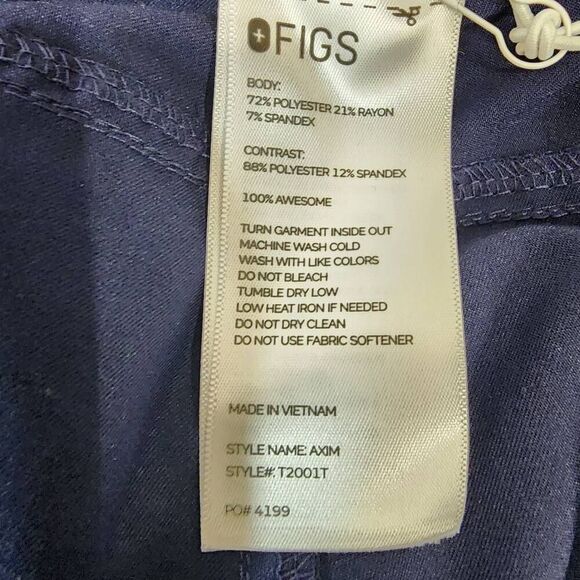 FIGS
BODY:
72% POLYESTER 21% RAYON
7% SPANDEX
CONTRAST:
88% POLYESTER 12% SPANDEX
100% AWESOME
TURN GARMENT INSIDE OUT
MACHINE WASH COLD
WASH WITH LIKE COLORS
DO NOT BLEACH
TUMBLE DRY LOW
LOW HEAT IRON IF NEEDED
DO NOT DRY CLEAN
DO NOT USE FABRIC SOFTENER
MADE IN VIETNAM
STYLE NAME: AXIM
STYLE#: T2001T
PO# 4199